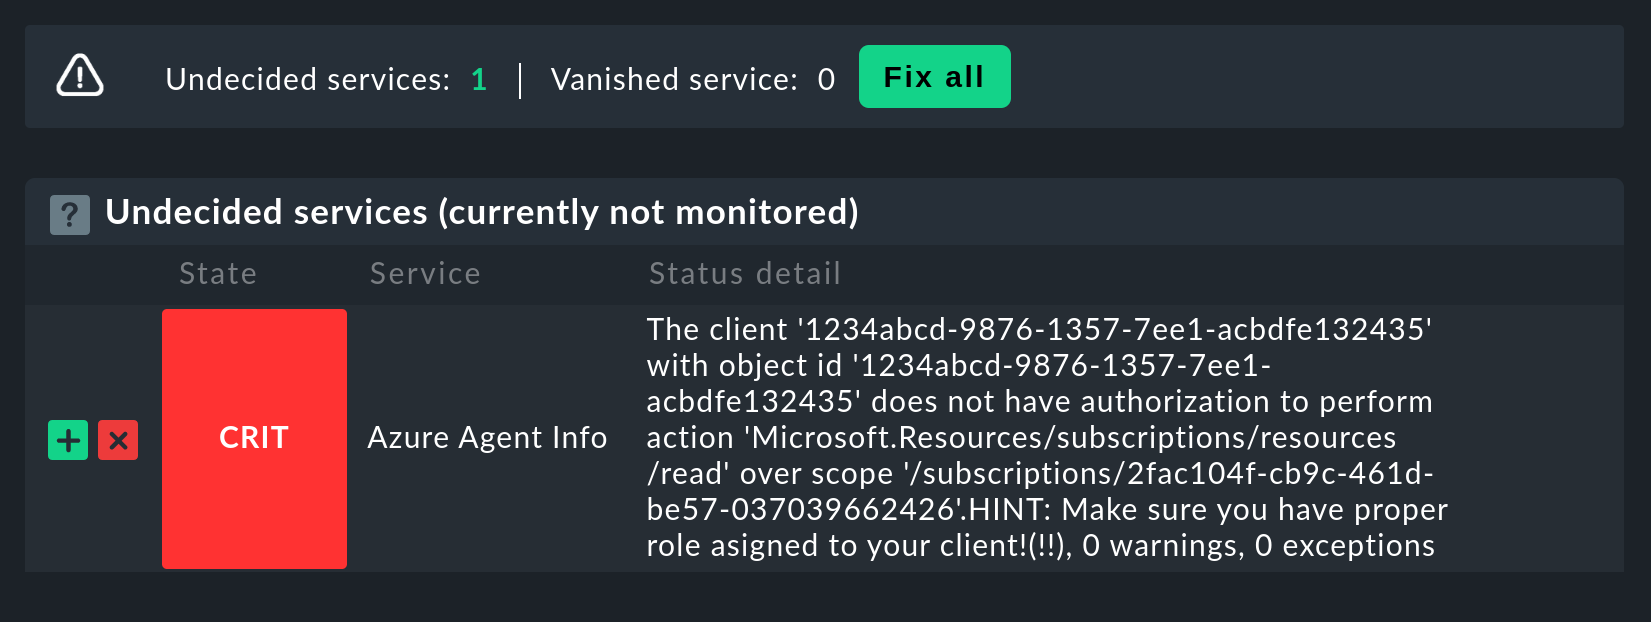 Undecided services: 1 | Vanished service: 0 Fix all
? Undecided services (currently not monitored)
State Service Status detail
The client '1234abcd-9876-1357-7ee1-acbdfe132435'
with object id '1234abcd-9876-1357-7ee1-
acbdfe132435' does not have authorization to perform
CRIT Azure Agent Info action 'Microsoft.Resources/subscriptions/resources
/read' over scope '/subscriptions/2fac104f-cb9c-461d-
be57-037039662426'.HINT: Make sure you have proper
role asigned to your client!(!!), 0 warnings, 0 exceptions